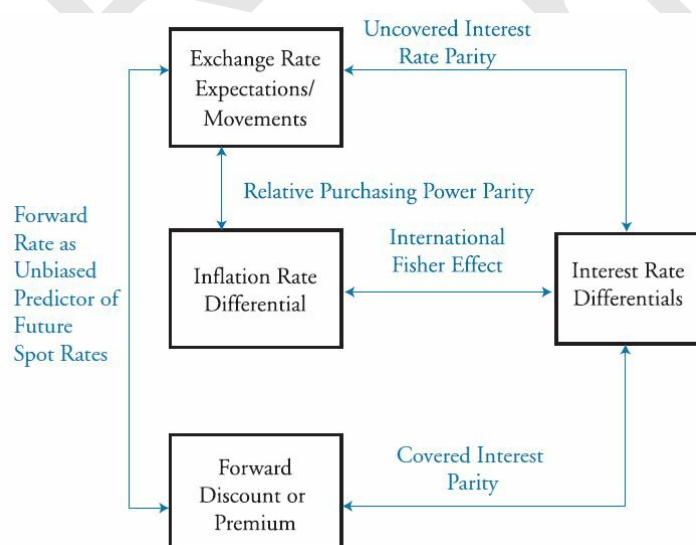 Uncovered Interest
Rate Parity
Exchange Rate
Expectations/
Movements
Relative Purchasing Power Parity
Forward
Rate as
Unbiased
Predictor of
Future
Spot Rates
International
Fisher Effect
Inflation Rate
Differential
Interest Rate
Differentials
Covered Interest
Parity
Forward
Discount or
Premium